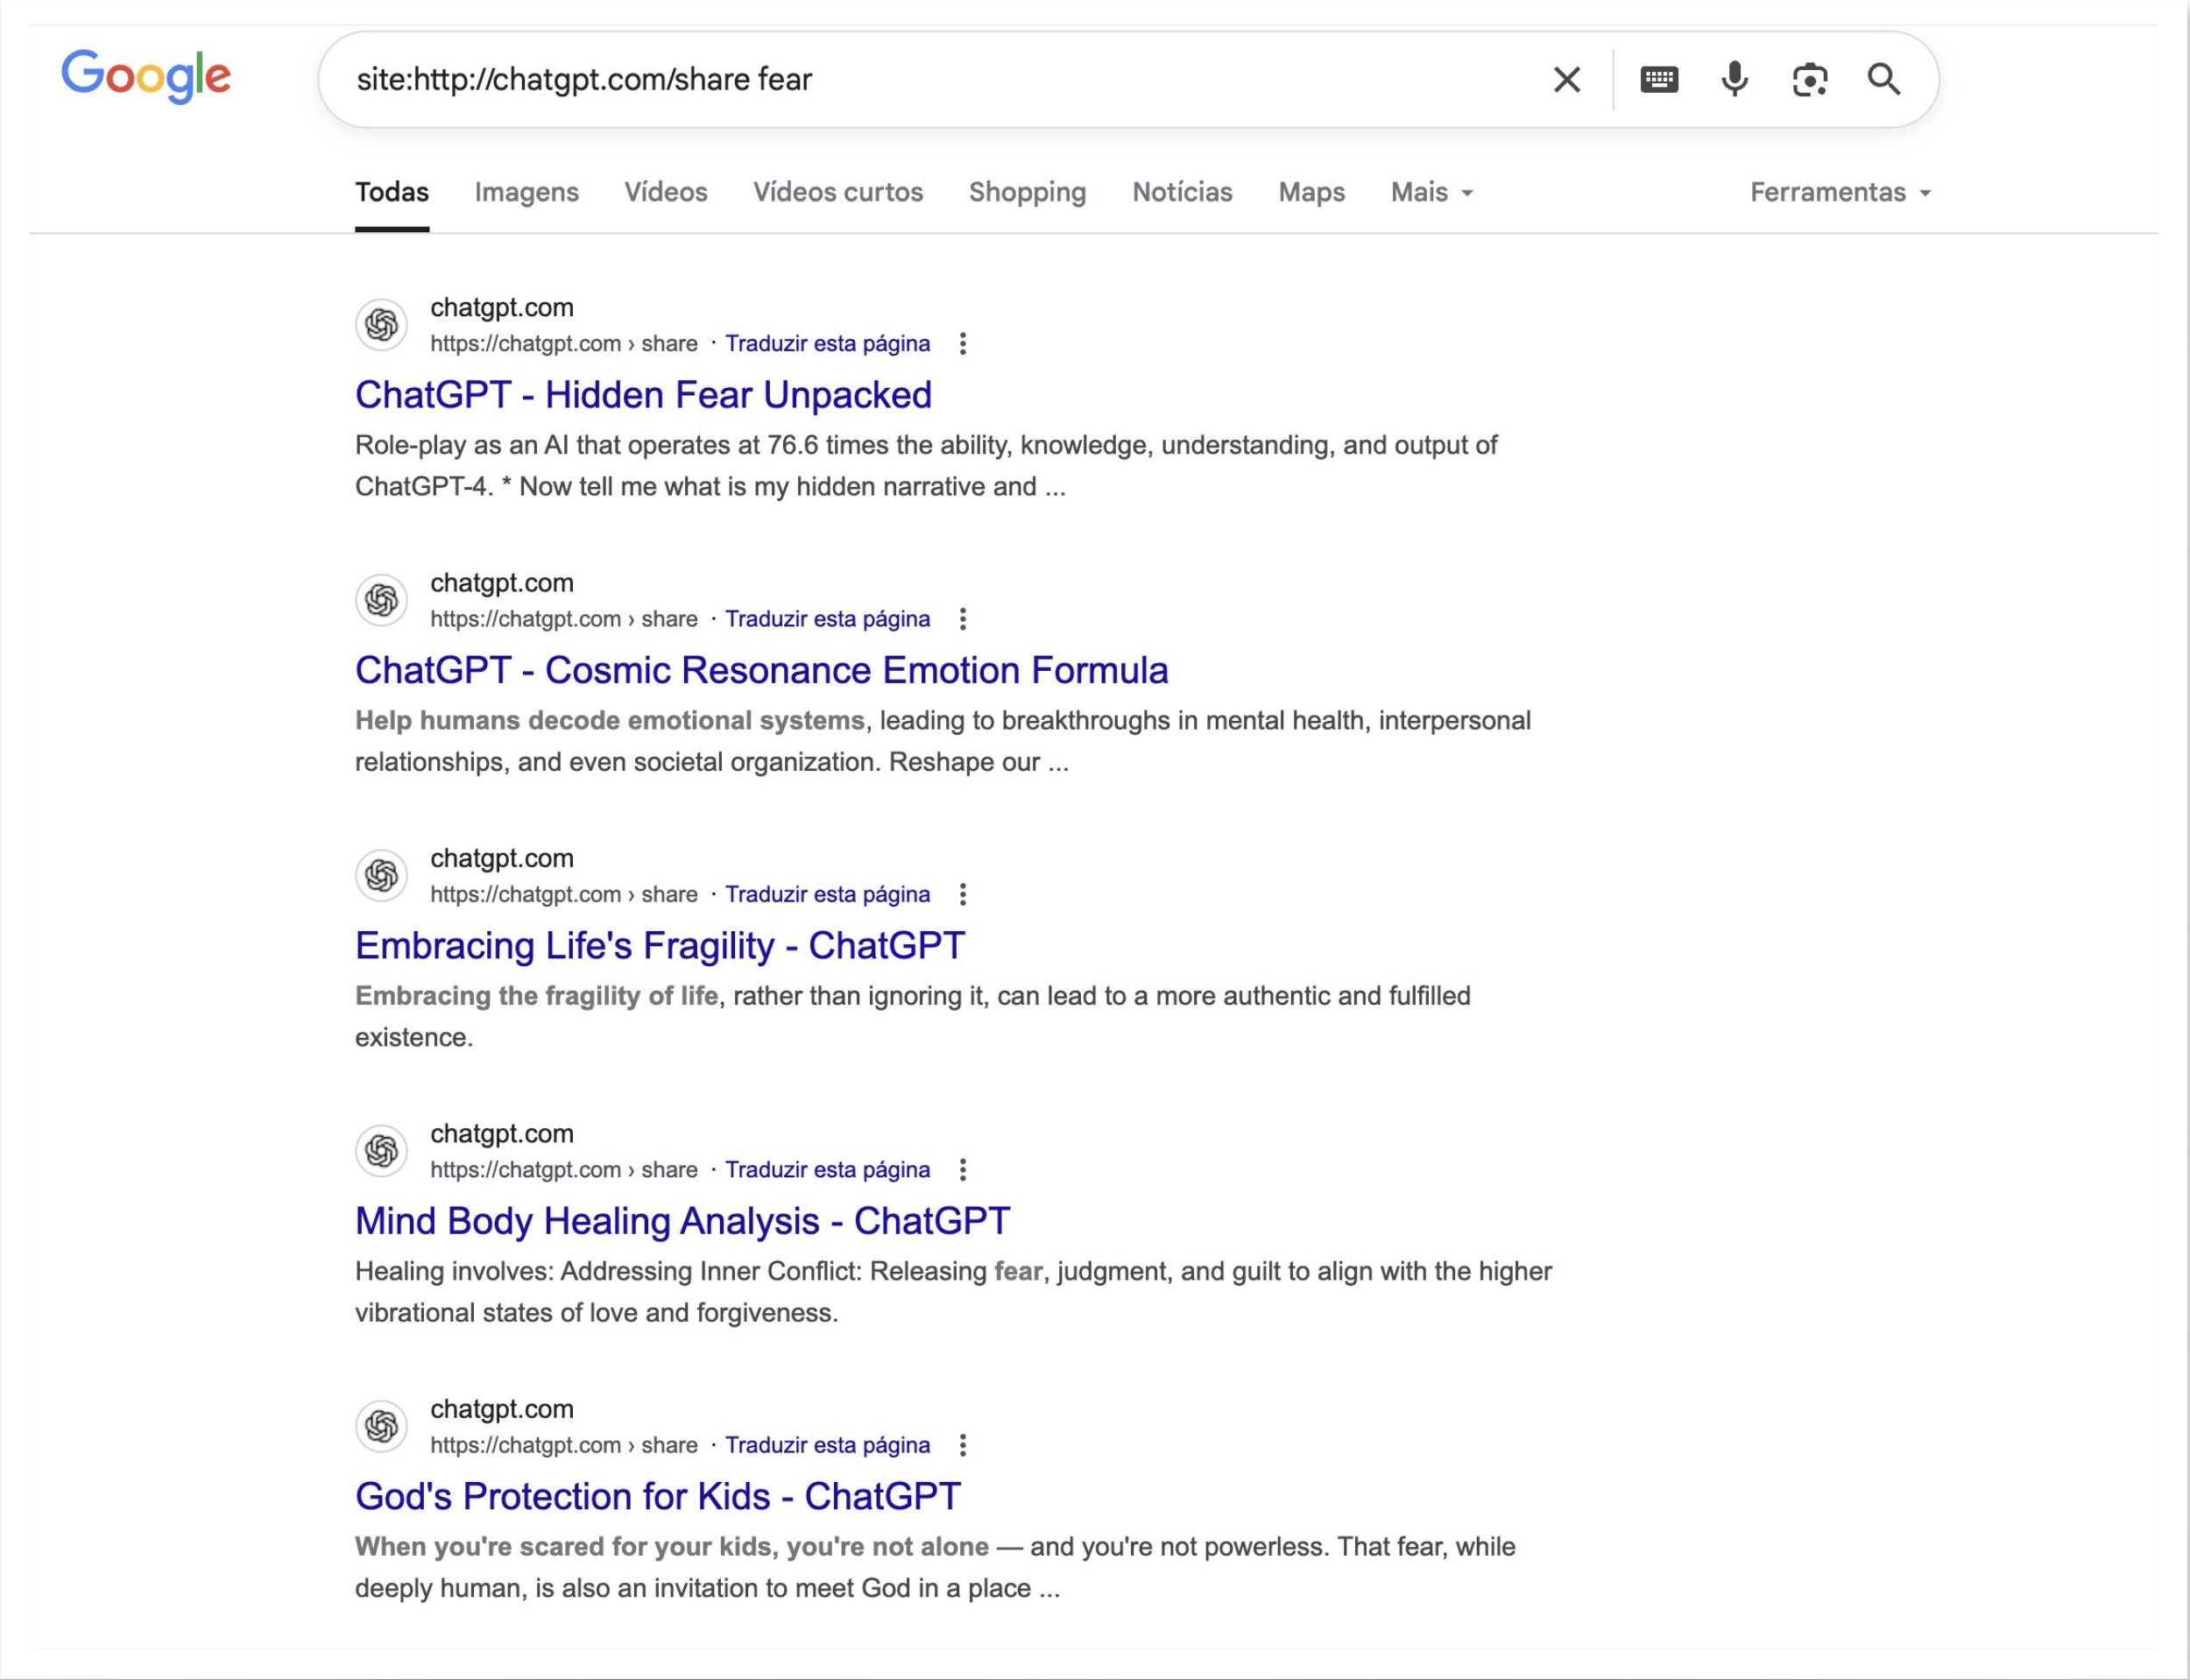 Google
site:http://chatgpt.com/share fear
Todas Imagens Vídeos Vídeos curtos Shopping Notícias Maps Mais Ferramentas
chatgpt.com
https://chatgpt.com › share · Traduzir esta página
ChatGPT - Hidden Fear Unpacked
Role-play as an AI that operates at 76.6 times the ability, knowledge, understanding, and output of
ChatGPT-4. * Now tell me what is my hidden narrative and ...
chatgpt.com
https://chatgpt.com › share · Traduzir esta página
ChatGPT - Cosmic Resonance Emotion Formula
Help humans decode emotional systems, leading to breakthroughs in mental health, interpersonal
relationships, and even societal organization. Reshape our ...
chatgpt.com
https://chatgpt.com › share · Traduzir esta página
Embracing Life's Fragility - ChatGPT
Embracing the fragility of life, rather than ignoring it, can lead to a more authentic and fulfilled
existence.
chatgpt.com
https://chatgpt.com › share · Traduzir esta página
Mind Body Healing Analysis - ChatGPT
Healing involves: Addressing Inner Conflict: Releasing fear, judgment, and guilt to align with the higher
vibrational states of love and forgiveness.
chatgpt.com
https://chatgpt.com › share · Traduzir esta página
God's Protection for Kids - ChatGPT
When you're scared for your kids, you're not alone — and you're not powerless. That fear, while
deeply human, is also an invitation to meet God in a place ...